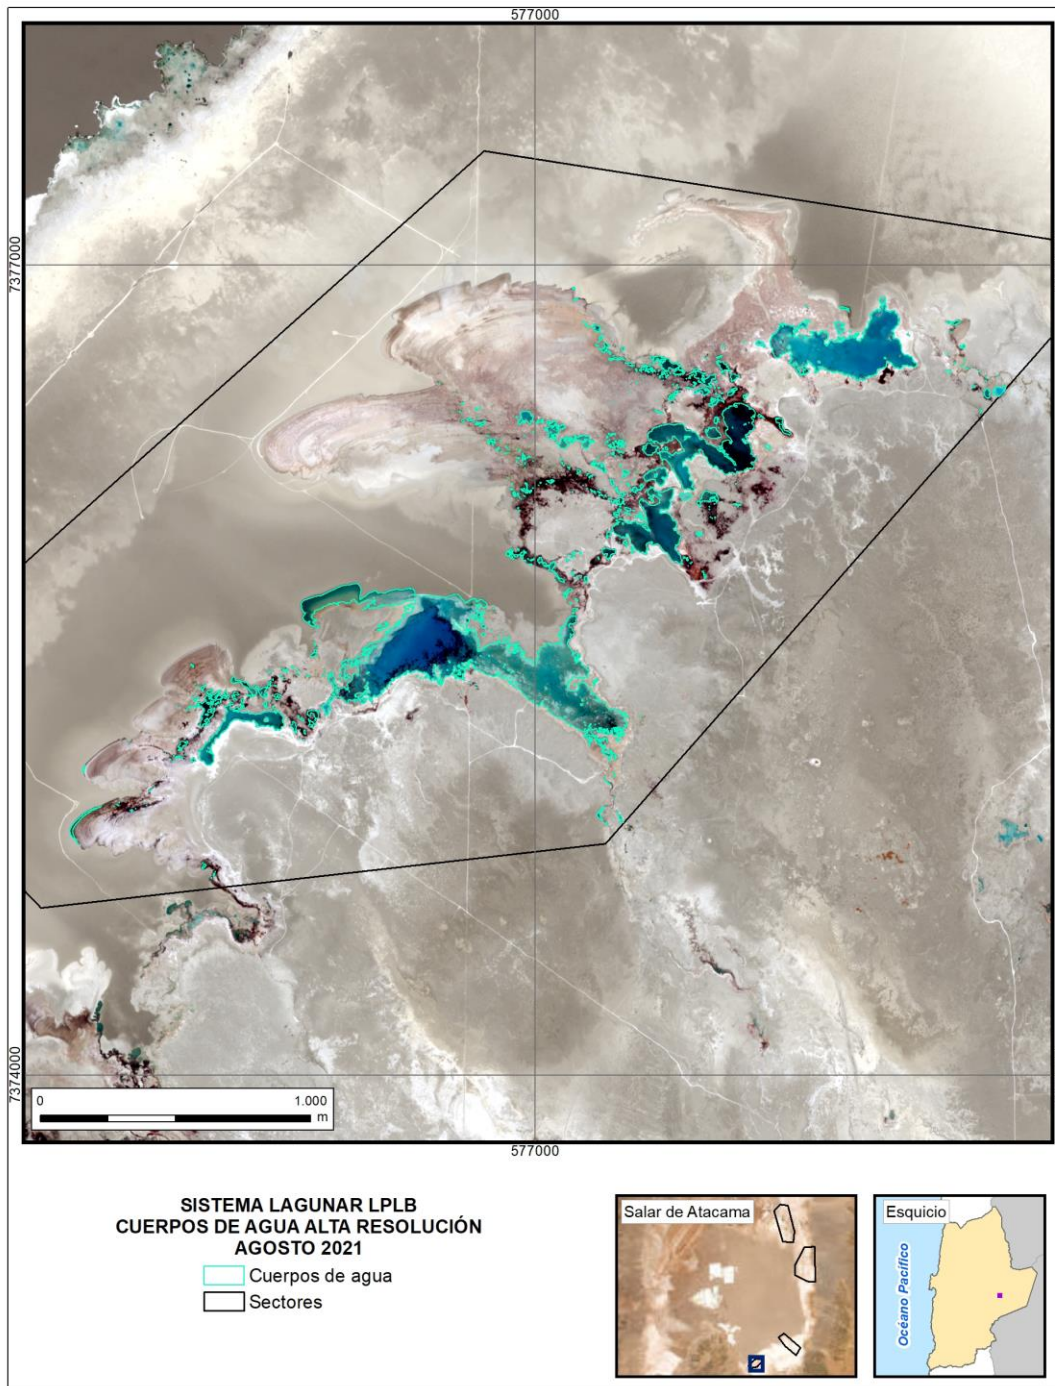 577000
7377000
7374000
0 1.000
m
577000
SISTEMA LAGUNAR LPLB
CUERPOS DE AGUA ALTA RESOLUCIÓN
AGOSTO 2021
Cuerpos de agua
Sectores
Salar de Atacama
Esquicio
Océano Pacífico